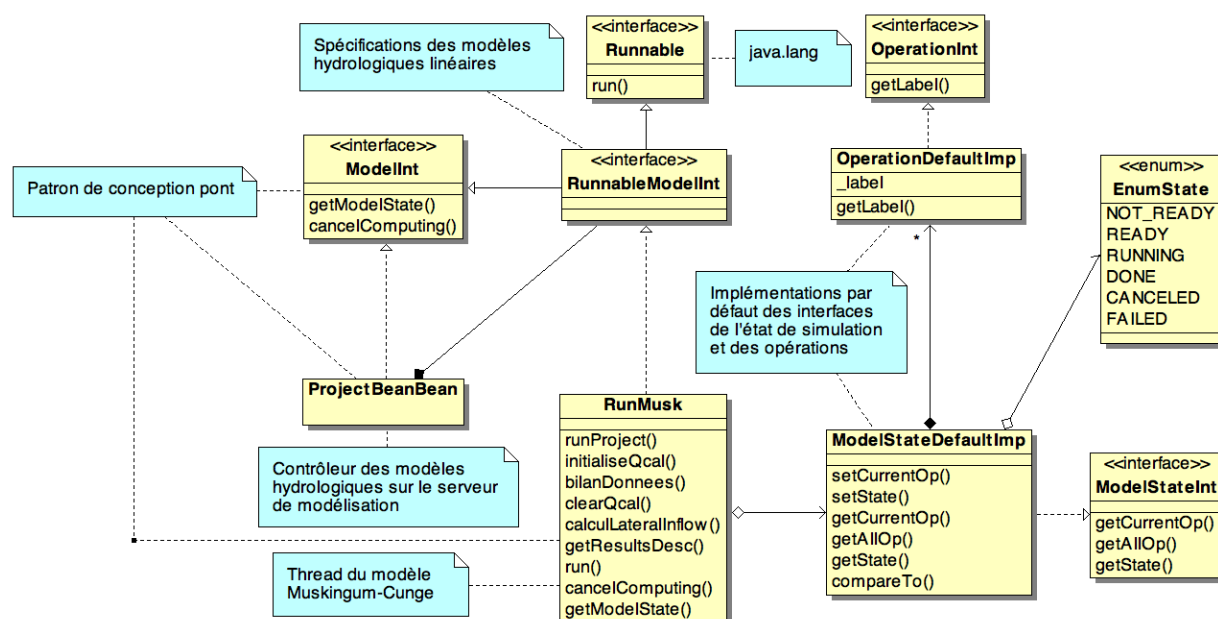 <<interface>>
Runnable
run()
<<interface>>
OperationInt
getLabel()
Spécifications des modèles
hydrologiques linéaires
java.lang
<<interface>>
ModelInt
getModelState()
cancelComputing()
<<interface>>
RunnableModelInt
OperationDefaultImp
_label
getLabel()
*
<<enum>>
EnumState
NOT_READY
READY
RUNNING
DONE
CANCELED
FAILED
Patron de conception pont
Implémentations par
défaut des interfaces
de l'état de simulation
et des opérations
ProjectBeanBean
RunMusk
runProject()
initialiseQcal()
bilanDonnees()
clearQcal()
calculLateralInflow()
getResultsDesc()
run()
cancelComputing()
getModelState()
ModelStateDefaultImp
setCurrentOp()
setState()
getCurrentOp()
getAllOp()
getState()
compareTo()
<<interface>>
ModelStateInt
getCurrentOp()
getAllOp()
getState()
Contrôleur des modèles
hydrologiques sur le serveur
de modélisation
Thread du modèle
Muskingum-Cunge